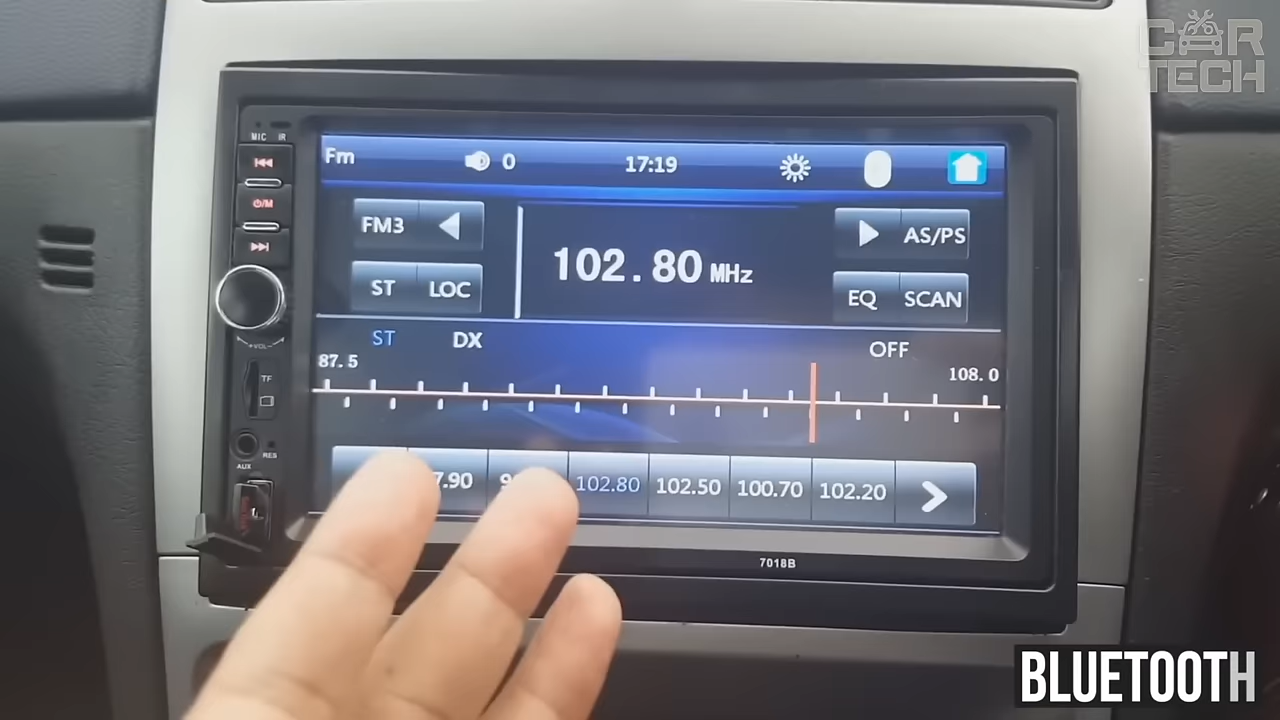 CAR
TECH
MIC IR
Fm 0 17:19
FM3 AS/PS
102.80 MHz
ST LOC EQ SCAN
VOL
ST DX OFF
87.5 108.0
TF
102.80 102.50 100.70 102.20
AUX RES
7018B
BLUETOOTH